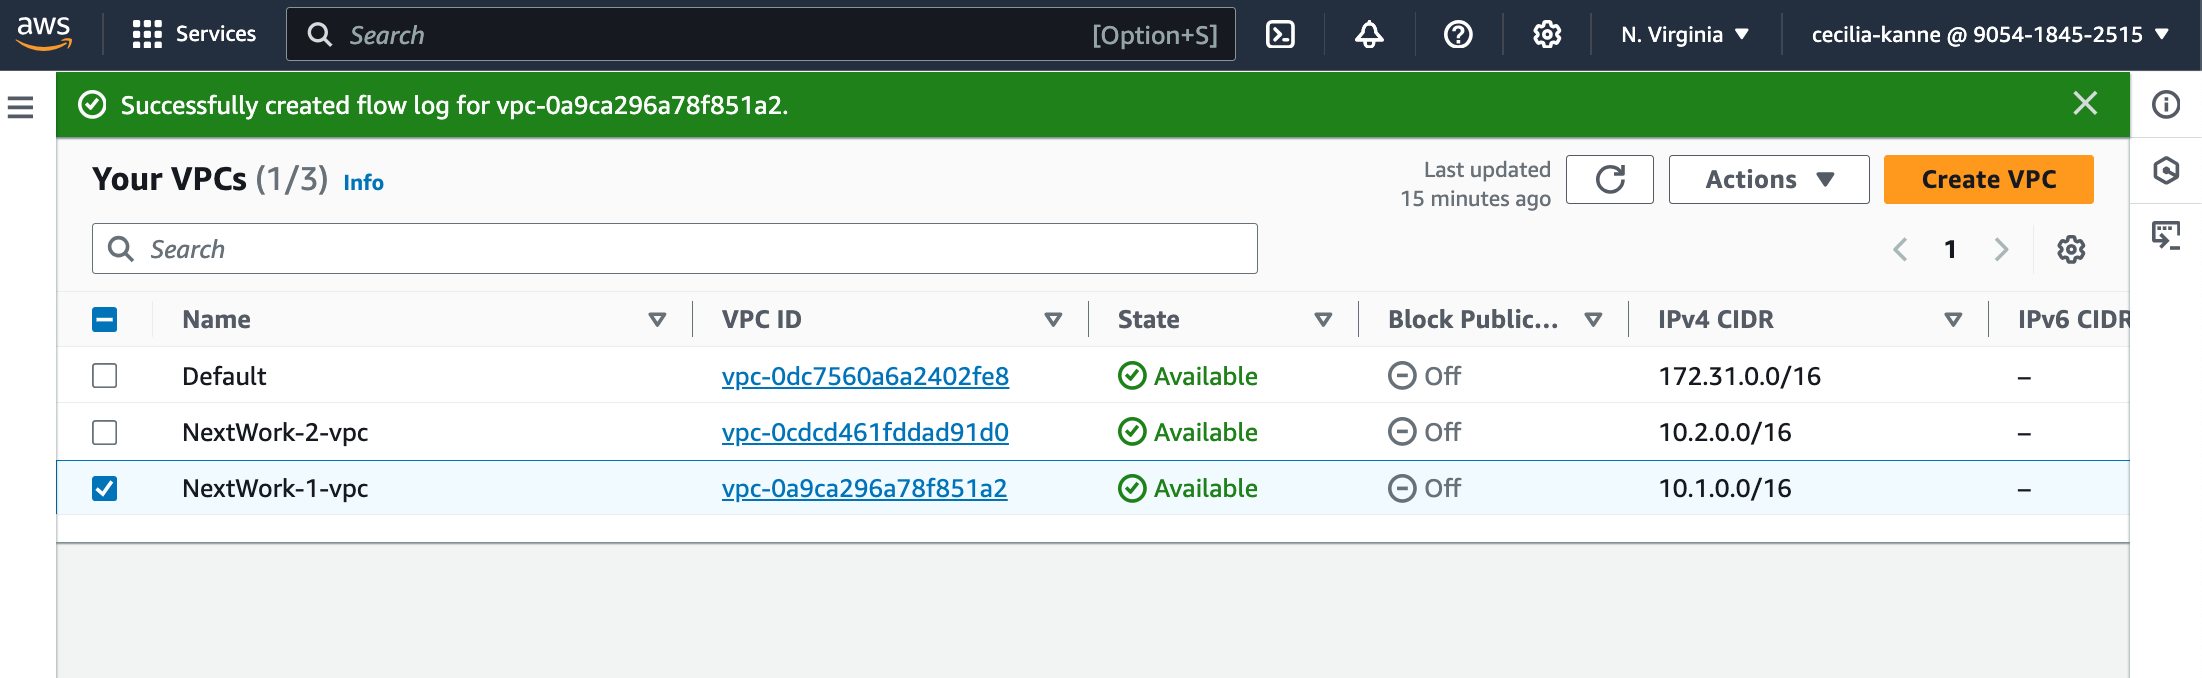 aws Services Search [Option+S] N. Virginia cecilia-kanne @ 9054-1845-2515
Successfully created flow log for vpc-0a9ca296a78f851a2.
Your VPCs (1/3) Info
Last updated
15 minutes ago
Actions
Create VPC
Search
1
Name VPC ID State Block Public... IPv4 CIDR IPv6 CIDR
Default vpc-0dc7560a6a2402fe8 Available Off 172.31.0.0/16 –
NextWork-2-vpc vpc-0cdcd461fddad91d0 Available Off 10.2.0.0/16 –
NextWork-1-vpc vpc-0a9ca296a78f851a2 Available Off 10.1.0.0/16 –